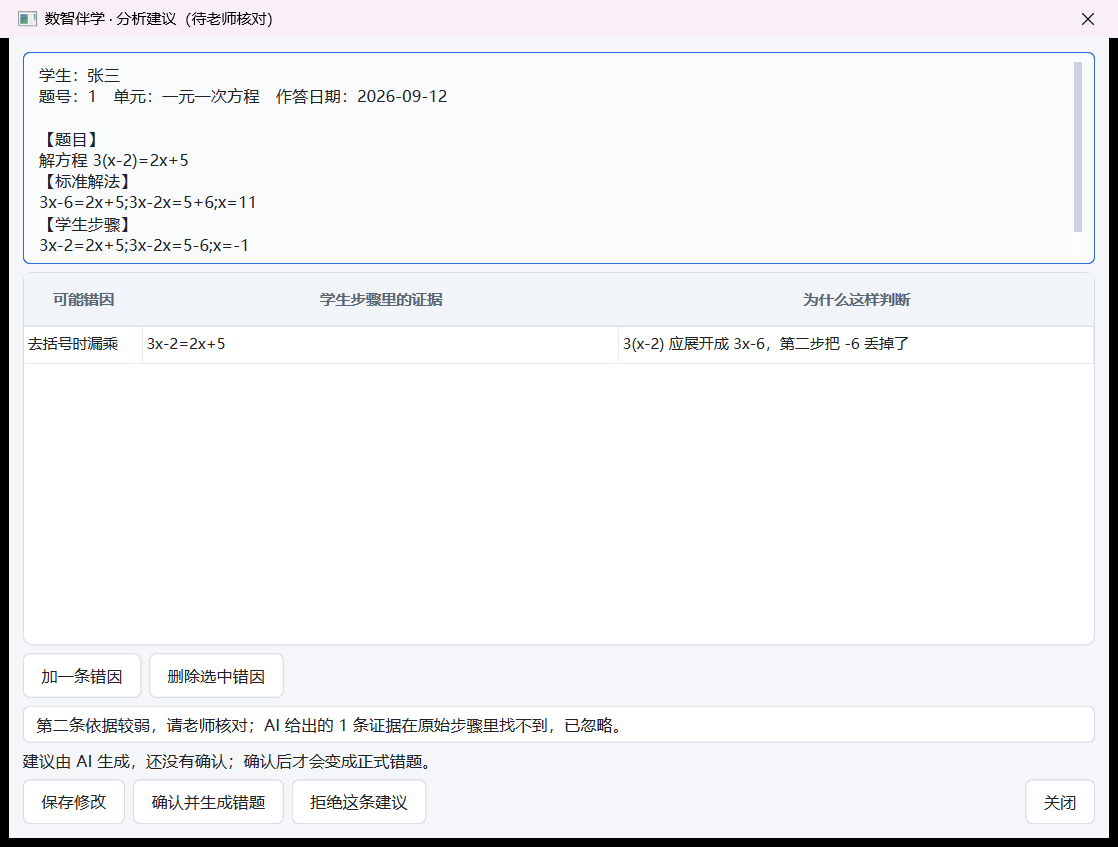 数智伴学 · 分析建议（待老师核对）
学生：张三
题号：1　单元：一元一次方程　作答日期：2026-09-12
【题目】
解方程 3(x-2)=2x+5
【标准解法】
3x-6=2x+5;3x-2x=5+6;x=11
【学生步骤】
3x-2=2x+5;3x-2x=5-6;x=-1
可能错因　学生步骤里的证据　为什么这样判断
去括号时漏乘　3x-2=2x+5　3(x-2) 应展开成 3x-6，第二步把 -6 丢掉了
加一条错因　删除选中错因
第二条依据较弱，请老师核对；AI 给出的 1 条证据在原始步骤里找不到，已忽略。
建议由 AI 生成，还没有确认；确认后才会变成正式错题。
保存修改　确认并生成错题　拒绝这条建议　关闭